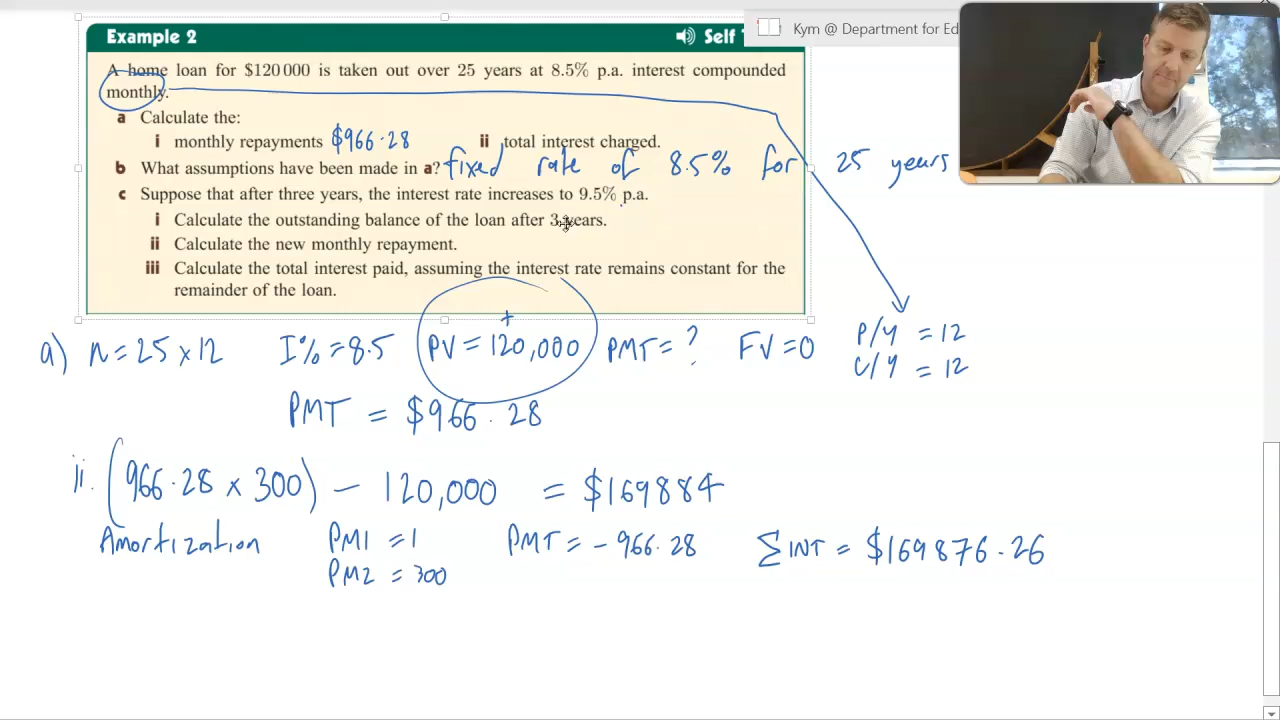 Example 2
Self
Kym @ Department for Ed
A home loan for $120 000 is taken out over 25 years at 8.5% p.a. interest compounded
monthly.
a Calculate the:
i monthly repayments $966.28 ii total interest charged.
b What assumptions have been made in a? fixed rate of 8.5% for 25 years
c Suppose that after three years, the interest rate increases to 9.5% p.a.
i Calculate the outstanding balance of the loan after 3 years.
ii Calculate the new monthly repayment.
iii Calculate the total interest paid, assuming the interest rate remains constant for the
remainder of the loan.
a) n = 25 × 12 I% = 8.5 PV = +120,000 PMT = ? FV = 0 P/Y = 12
C/Y = 12
PMT = $966.28
ii. (966.28 × 300) − 120,000 = $169884
Amortization PM1 = 1 PMT = −966.28 ΣINT = $169876.26
PM2 = 300